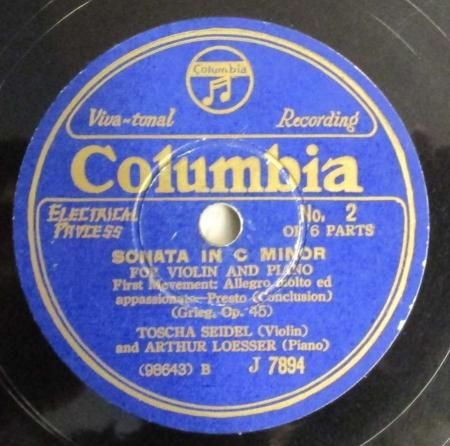 Columbia
Viva-tonal Recording
Columbia
ELECTRICAL PROCESS
No. 2
OF 6 PARTS
SONATA IN C MINOR
FOR VIOLIN AND PIANO
First Movement: Allegro molto ed
appassionato- Presto (Conclusion)
(Grieg, Op. 45)
TOSCHA SEIDEL (Violin)
and ARTHUR LOESSER (Piano)
(98643) B J 7894